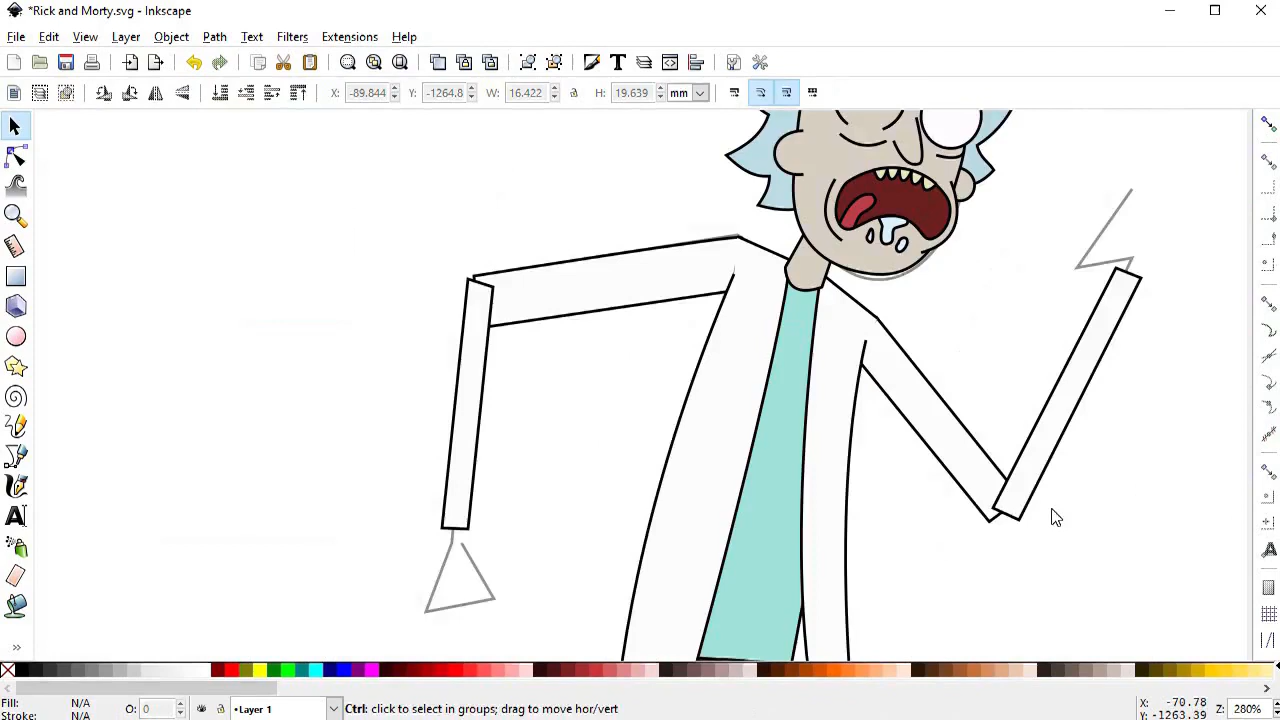 *Rick and Morty.svg - Inkscape
File Edit View Layer Object Path Text Filters Extensions Help
X: -89.844 Y: -1264.8 W: 16.422 H: 19.639 mm
Fill: N/A
Stroke: N/A
O: 0
•Layer 1
Ctrl: click to select in groups; drag to move hor/vert
X: -70.78
Y: -1263.39
Z: 280%